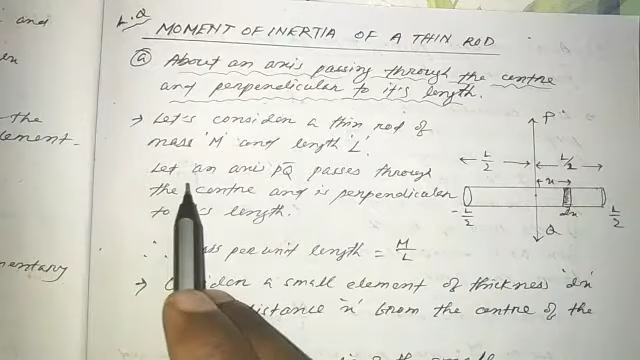 L.Q
MOMENT OF INERTIA OF A THIN ROD
ⓐ About an axis passing through the centre
and perpendicular to it's length.
→ Let's consider a thin rod of
mass 'M' and length 'L'.
Let an axis PQ passes through
the centre and is perpendicular
to length.
per unit length = M/L
→ a small element of thickness 'dx'
distance 'x' from the centre of the
P
L/2 L/2
x
-L/2 dx L/2
Q
and
the
ement.
mentary